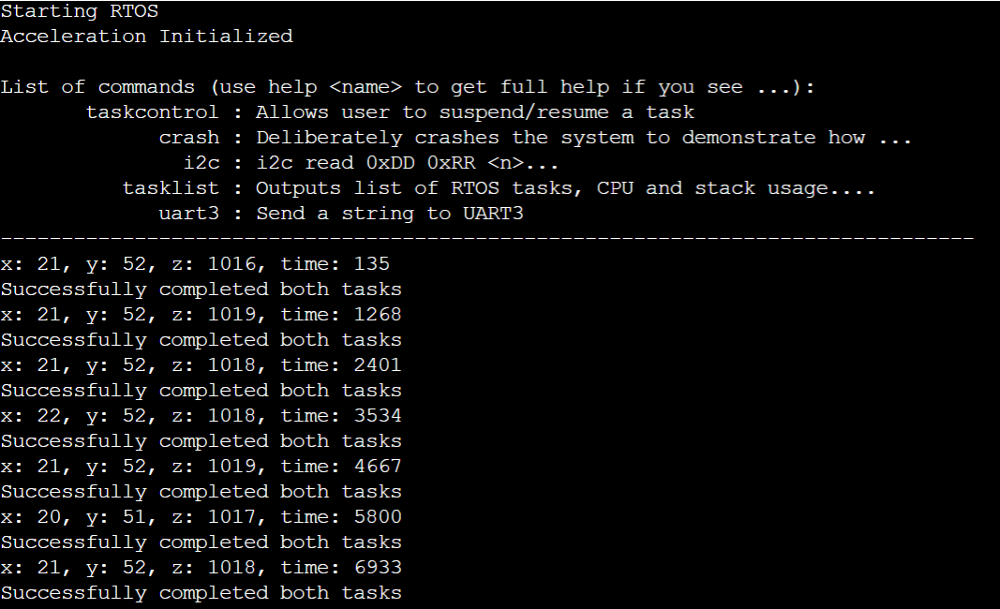 Starting RTOS
Acceleration Initialized
List of commands (use help <name> to get full help if you see ...):
taskcontrol : Allows user to suspend/resume a task
crash : Deliberately crashes the system to demonstrate how ...
i2c : i2c read 0xDD 0xRR <n>...
tasklist : Outputs list of RTOS tasks, CPU and stack usage....
uart3 : Send a string to UART3
--------------------------------------------------------------------------------
x: 21, y: 52, z: 1016, time: 135
Successfully completed both tasks
x: 21, y: 52, z: 1019, time: 1268
Successfully completed both tasks
x: 21, y: 52, z: 1018, time: 2401
Successfully completed both tasks
x: 22, y: 52, z: 1018, time: 3534
Successfully completed both tasks
x: 21, y: 52, z: 1019, time: 4667
Successfully completed both tasks
x: 20, y: 51, z: 1017, time: 5800
Successfully completed both tasks
x: 21, y: 52, z: 1018, time: 6933
Successfully completed both tasks